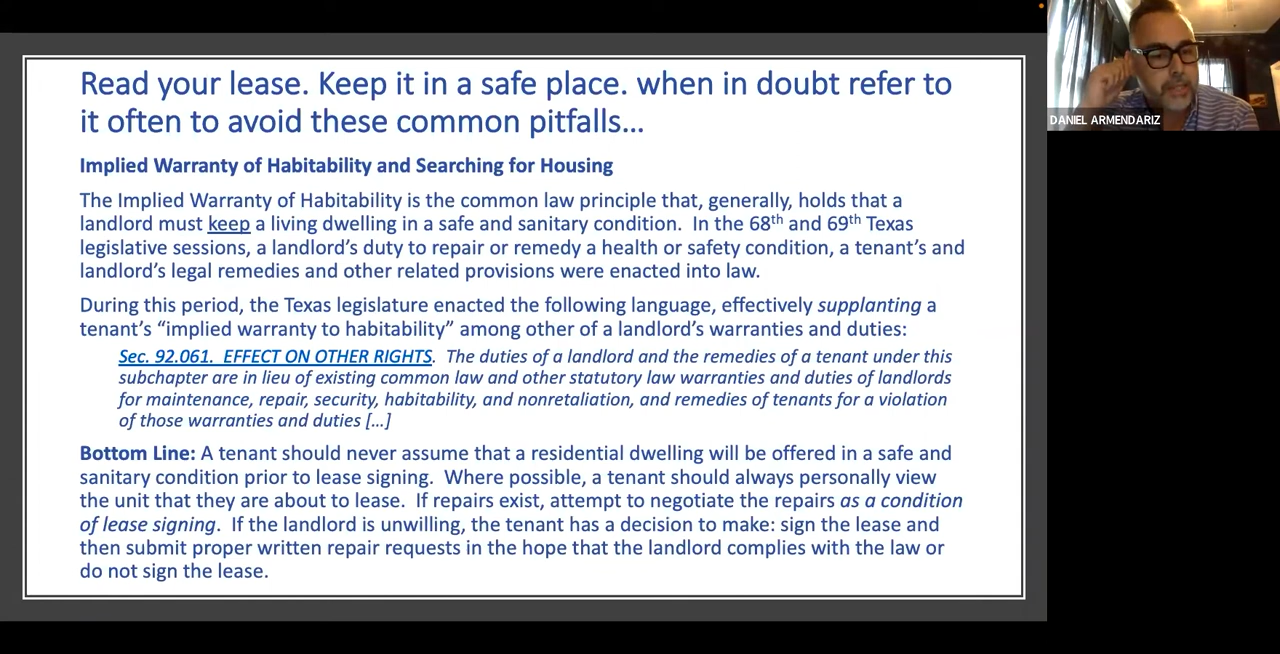 Read your lease. Keep it in a safe place. when in doubt refer to
it often to avoid these common pitfalls…
Implied Warranty of Habitability and Searching for Housing
The Implied Warranty of Habitability is the common law principle that, generally, holds that a
landlord must keep a living dwelling in a safe and sanitary condition.  In the 68th and 69th Texas
legislative sessions, a landlord’s duty to repair or remedy a health or safety condition, a tenant’s and
landlord’s legal remedies and other related provisions were enacted into law.
During this period, the Texas legislature enacted the following language, effectively supplanting a
tenant’s “implied warranty to habitability” among other of a landlord’s warranties and duties:
Sec. 92.061.  EFFECT ON OTHER RIGHTS.  The duties of a landlord and the remedies of a tenant under this
subchapter are in lieu of existing common law and other statutory law warranties and duties of landlords
for maintenance, repair, security, habitability, and nonretaliation, and remedies of tenants for a violation
of those warranties and duties […]
Bottom Line: A tenant should never assume that a residential dwelling will be offered in a safe and
sanitary condition prior to lease signing.  Where possible, a tenant should always personally view
the unit that they are about to lease.  If repairs exist, attempt to negotiate the repairs as a condition
of lease signing.  If the landlord is unwilling, the tenant has a decision to make: sign the lease and
then submit proper written repair requests in the hope that the landlord complies with the law or
do not sign the lease.
DANIEL ARMENDARIZ